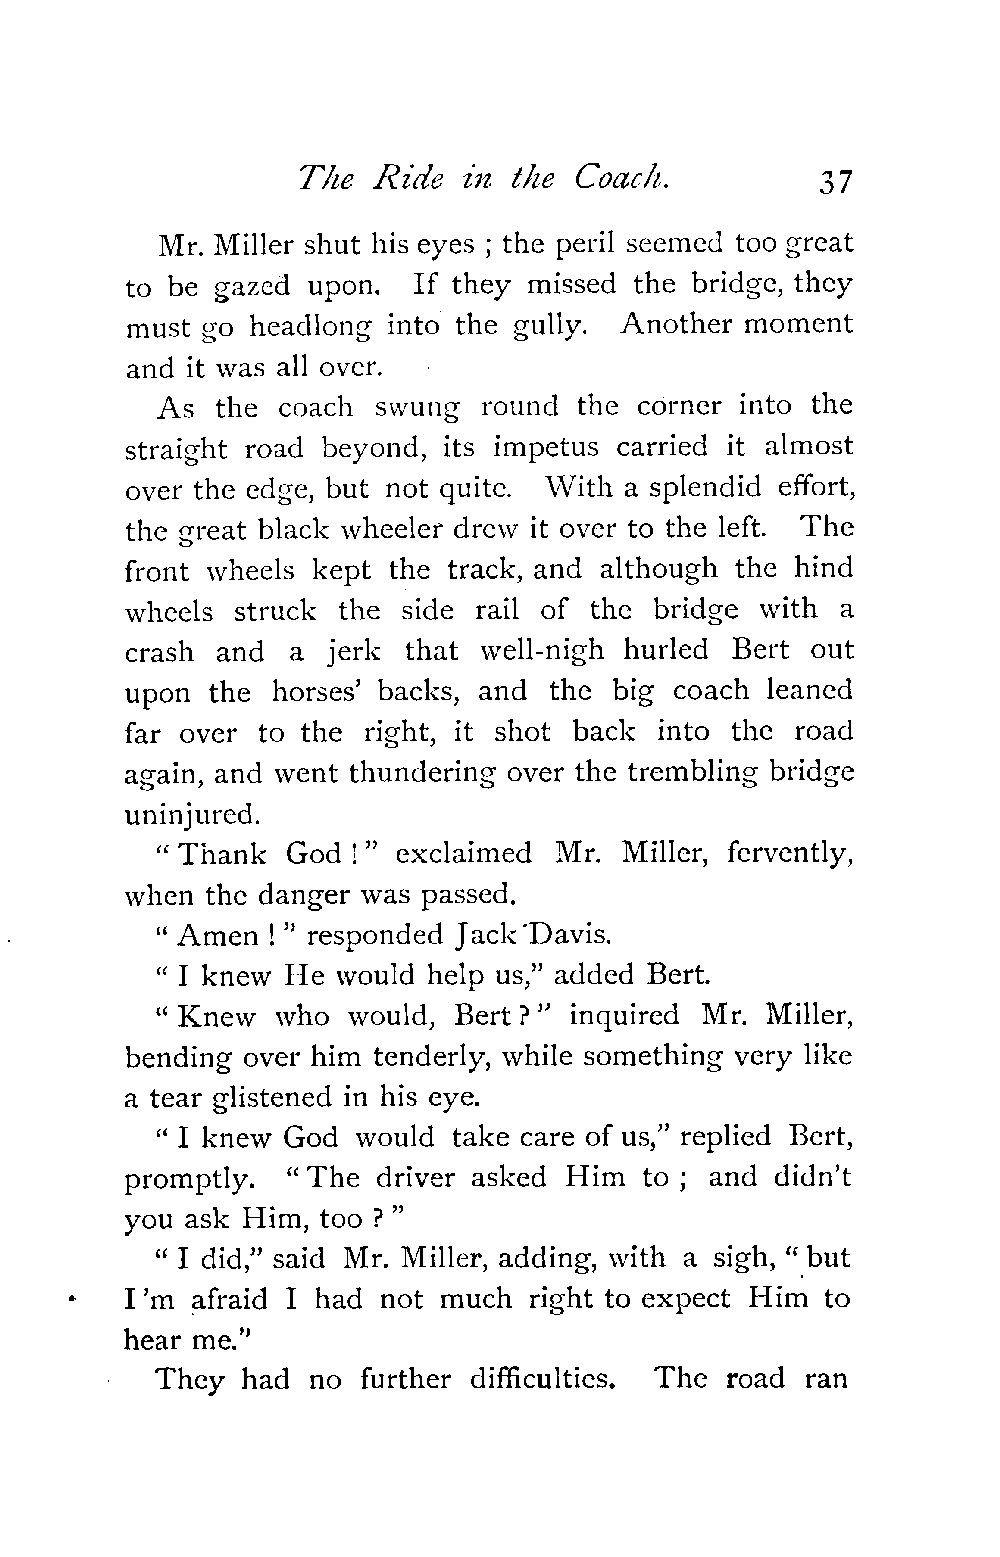 The Ride in the Coach. 37
Mr. Miller shut his eyes ; the peril seemed too great
to be gazed upon. If they missed the bridge, they
must go headlong into the gully. Another moment
and it was all over.
As the coach swung round the corner into the
straight road beyond, its impetus carried it almost
over the edge, but not quite. With a splendid effort,
the great black wheeler drew it over to the left. The
front wheels kept the track, and although the hind
wheels struck the side rail of the bridge with a
crash and a jerk that well-nigh hurled Bert out
upon the horses' backs, and the big coach leaned
far over to the right, it shot back into the road
again, and went thundering over the trembling bridge
uninjured.
" Thank God ! " exclaimed Mr. Miller, fervently,
when the danger was passed.
" Amen ! " responded Jack Davis.
" I knew He would help us," added Bert.
" Knew who would, Bert ? " inquired Mr. Miller,
bending over him tenderly, while something very like
a tear glistened in his eye.
" I knew God would take care of us," replied Bert,
promptly. " The driver asked Him to ; and didn't
you ask Him, too ? "
" I did," said Mr. Miller, adding, with a sigh, " but
I 'm afraid I had not much right to expect Him to
hear me."
They had no further difficulties. The road ran